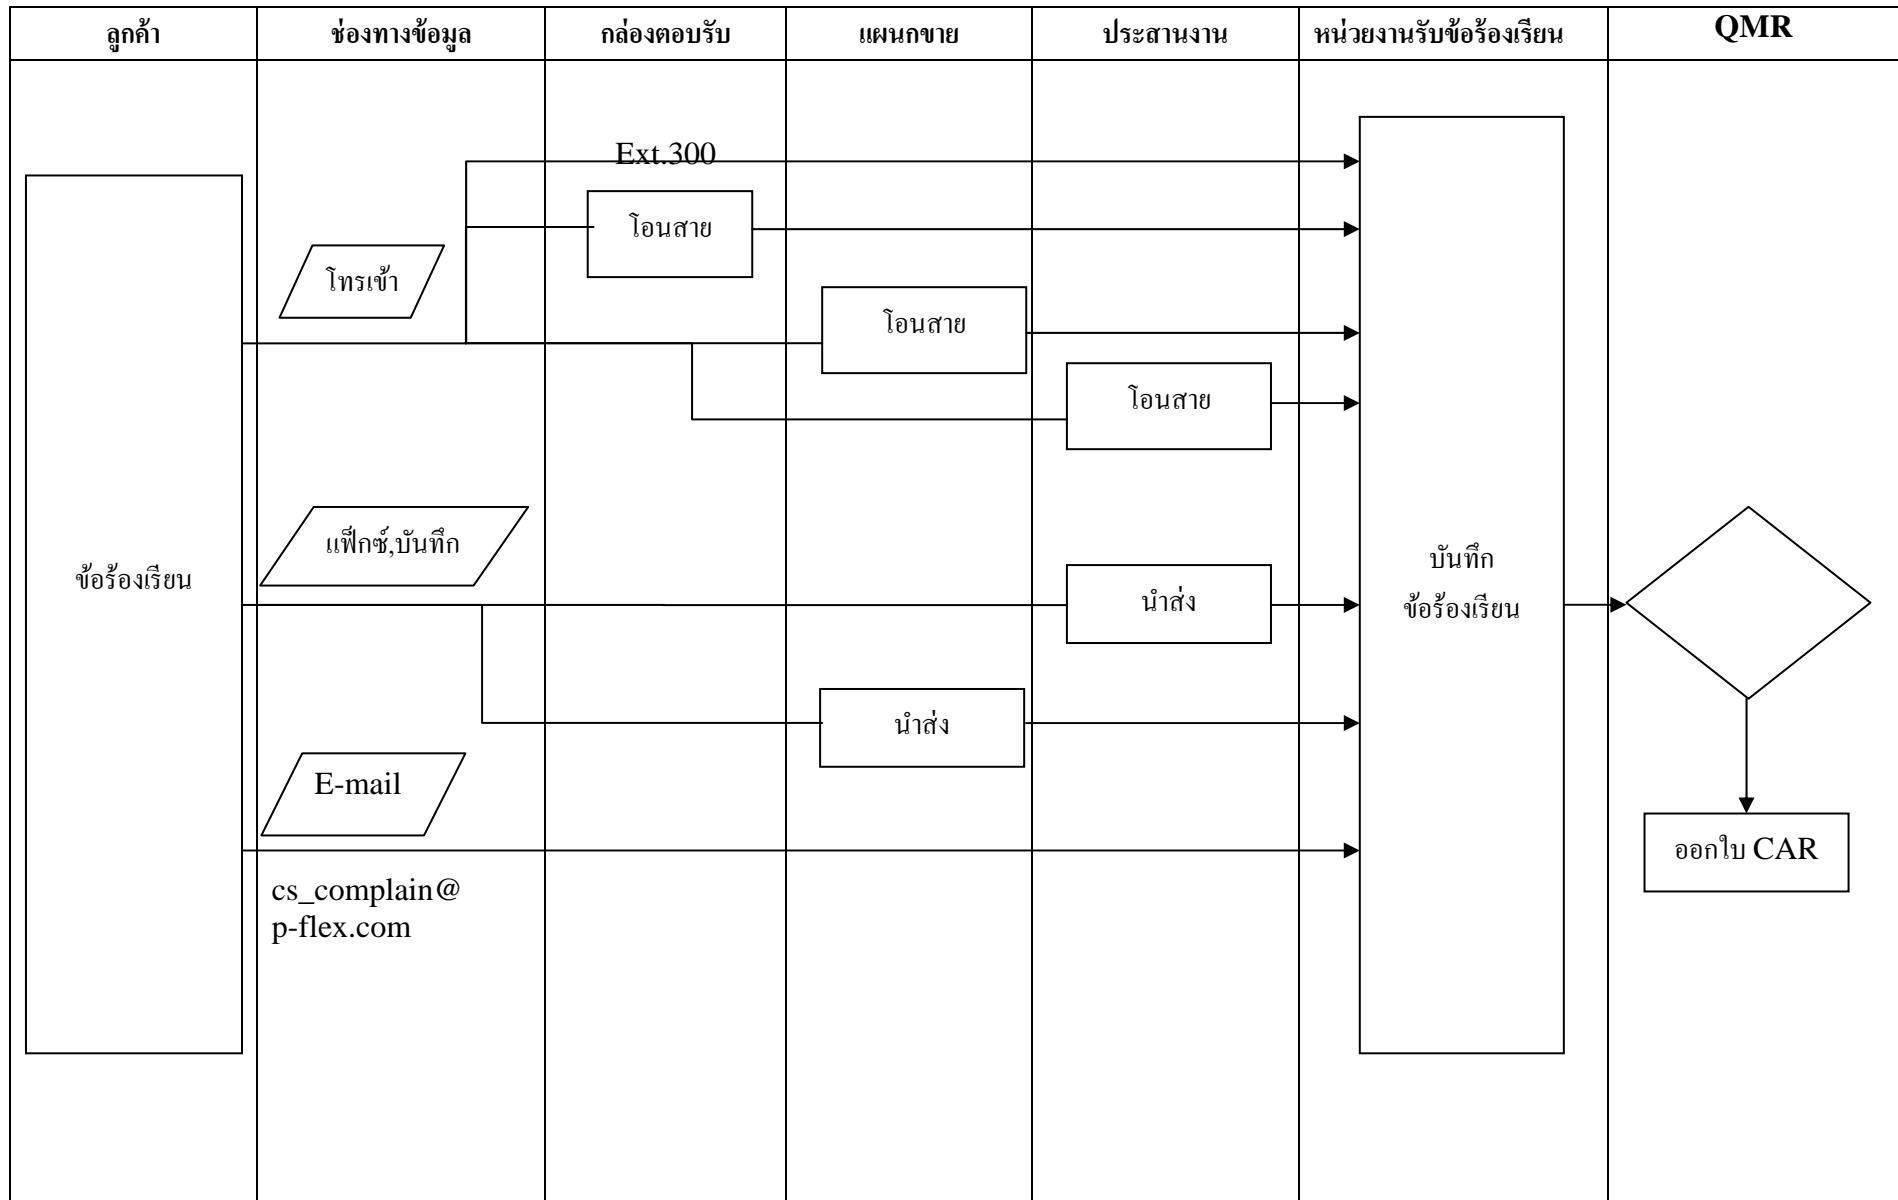 ลูกค้า
ช่องทางข้อมูล
กล่องตอบรับ
แผนกขาย
ประสานงาน
หน่วยงานรับข้อร้องเรียน
QMR
Ext.300
โอนสาย
โทรเข้า
โอนสาย
โอนสาย
แฟ็กซ์,บันทึก
ข้อร้องเรียน
นำส่ง
บันทึก
ข้อร้องเรียน
นำส่ง
E-mail
ออกใบ CAR
cs_complain@
p-flex.com